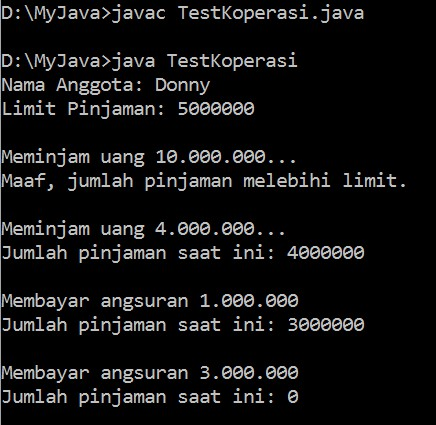 D:\MyJava>javac TestKoperasi.java
D:\MyJava>java TestKoperasi
Nama Anggota: Donny
Limit Pinjaman: 5000000
Meminjam uang 10.000.000...
Maaf, jumlah pinjaman melebihi limit.
Meminjam uang 4.000.000...
Jumlah pinjaman saat ini: 4000000
Membayar angsuran 1.000.000
Jumlah pinjaman saat ini: 3000000
Membayar angsuran 3.000.000
Jumlah pinjaman saat ini: 0